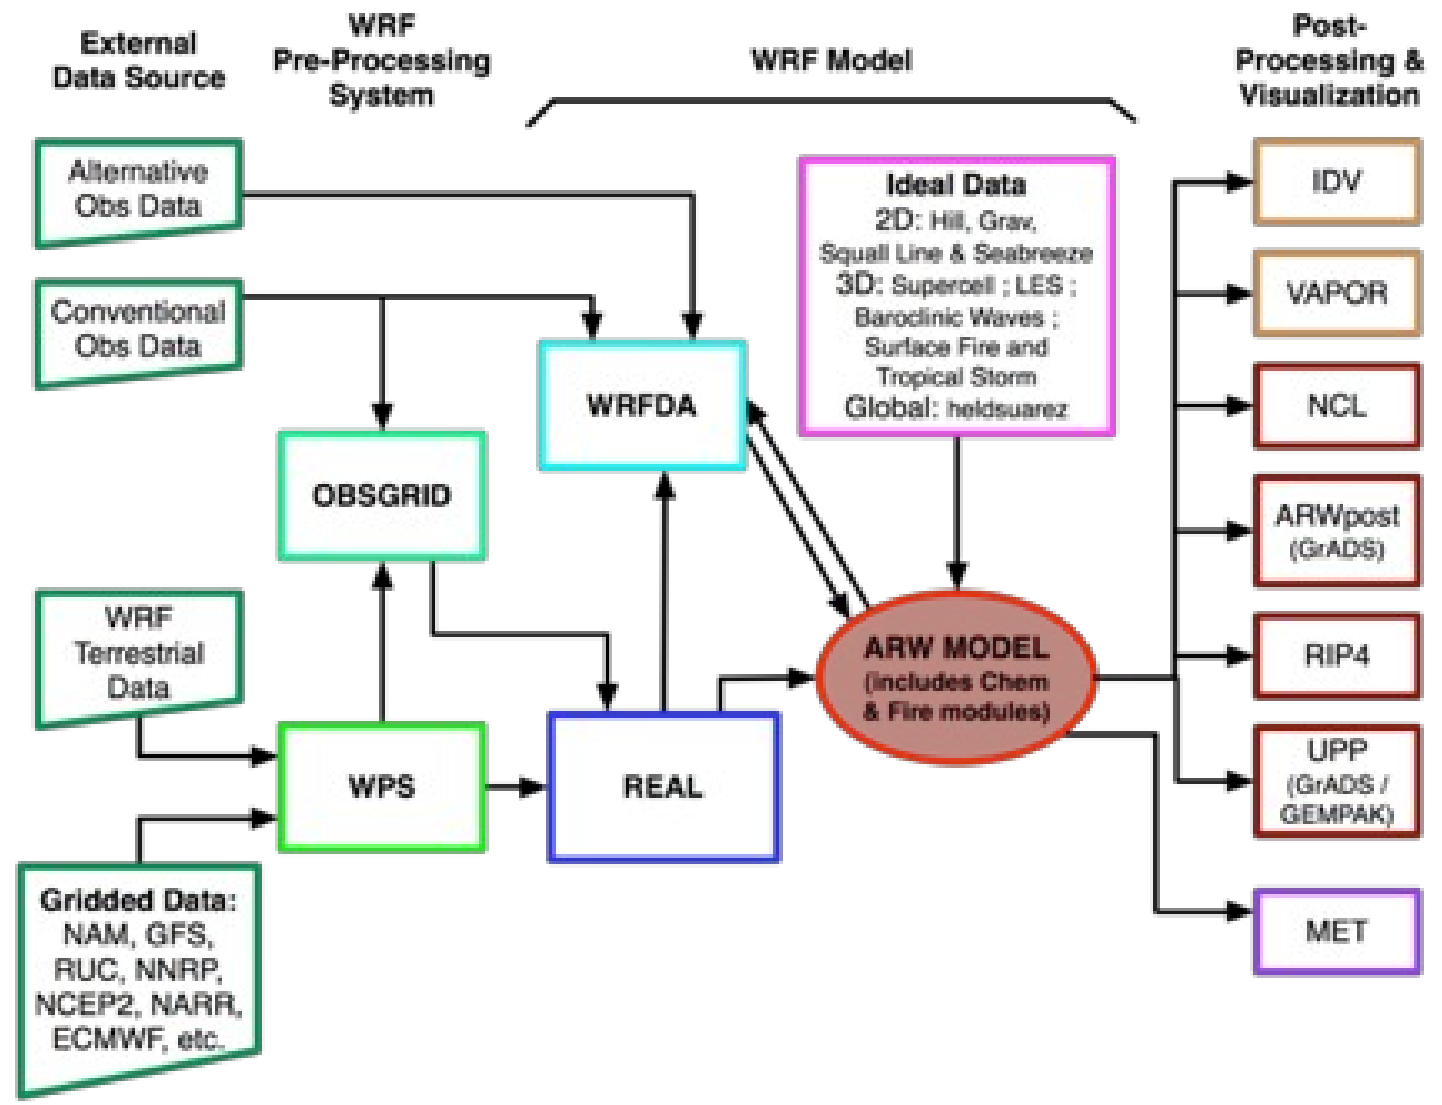 External
Data Source
WRF
Pre-Processing
System
WRF Model
Post-
Processing &
Visualization
Alternative
Obs Data
Conventional
Obs Data
WRF
Terrestrial
Data
Gridded Data:
NAM, GFS,
RUC, NNRP,
NCEP2, NARR,
ECMWF, etc.
OBSGRID
WPS
WRFDA
REAL
Ideal Data
2D: Hill, Grav,
Squall Line & Seabreeze
3D: Supercell ; LES ;
Baroclinic Waves ;
Surface Fire and
Tropical Storm
Global: heldsuarez
ARW MODEL
(includes Chem
& Fire modules)
IDV
VAPOR
NCL
ARWpost
(GrADS)
RIP4
UPP
(GrADS /
GEMPAK)
MET